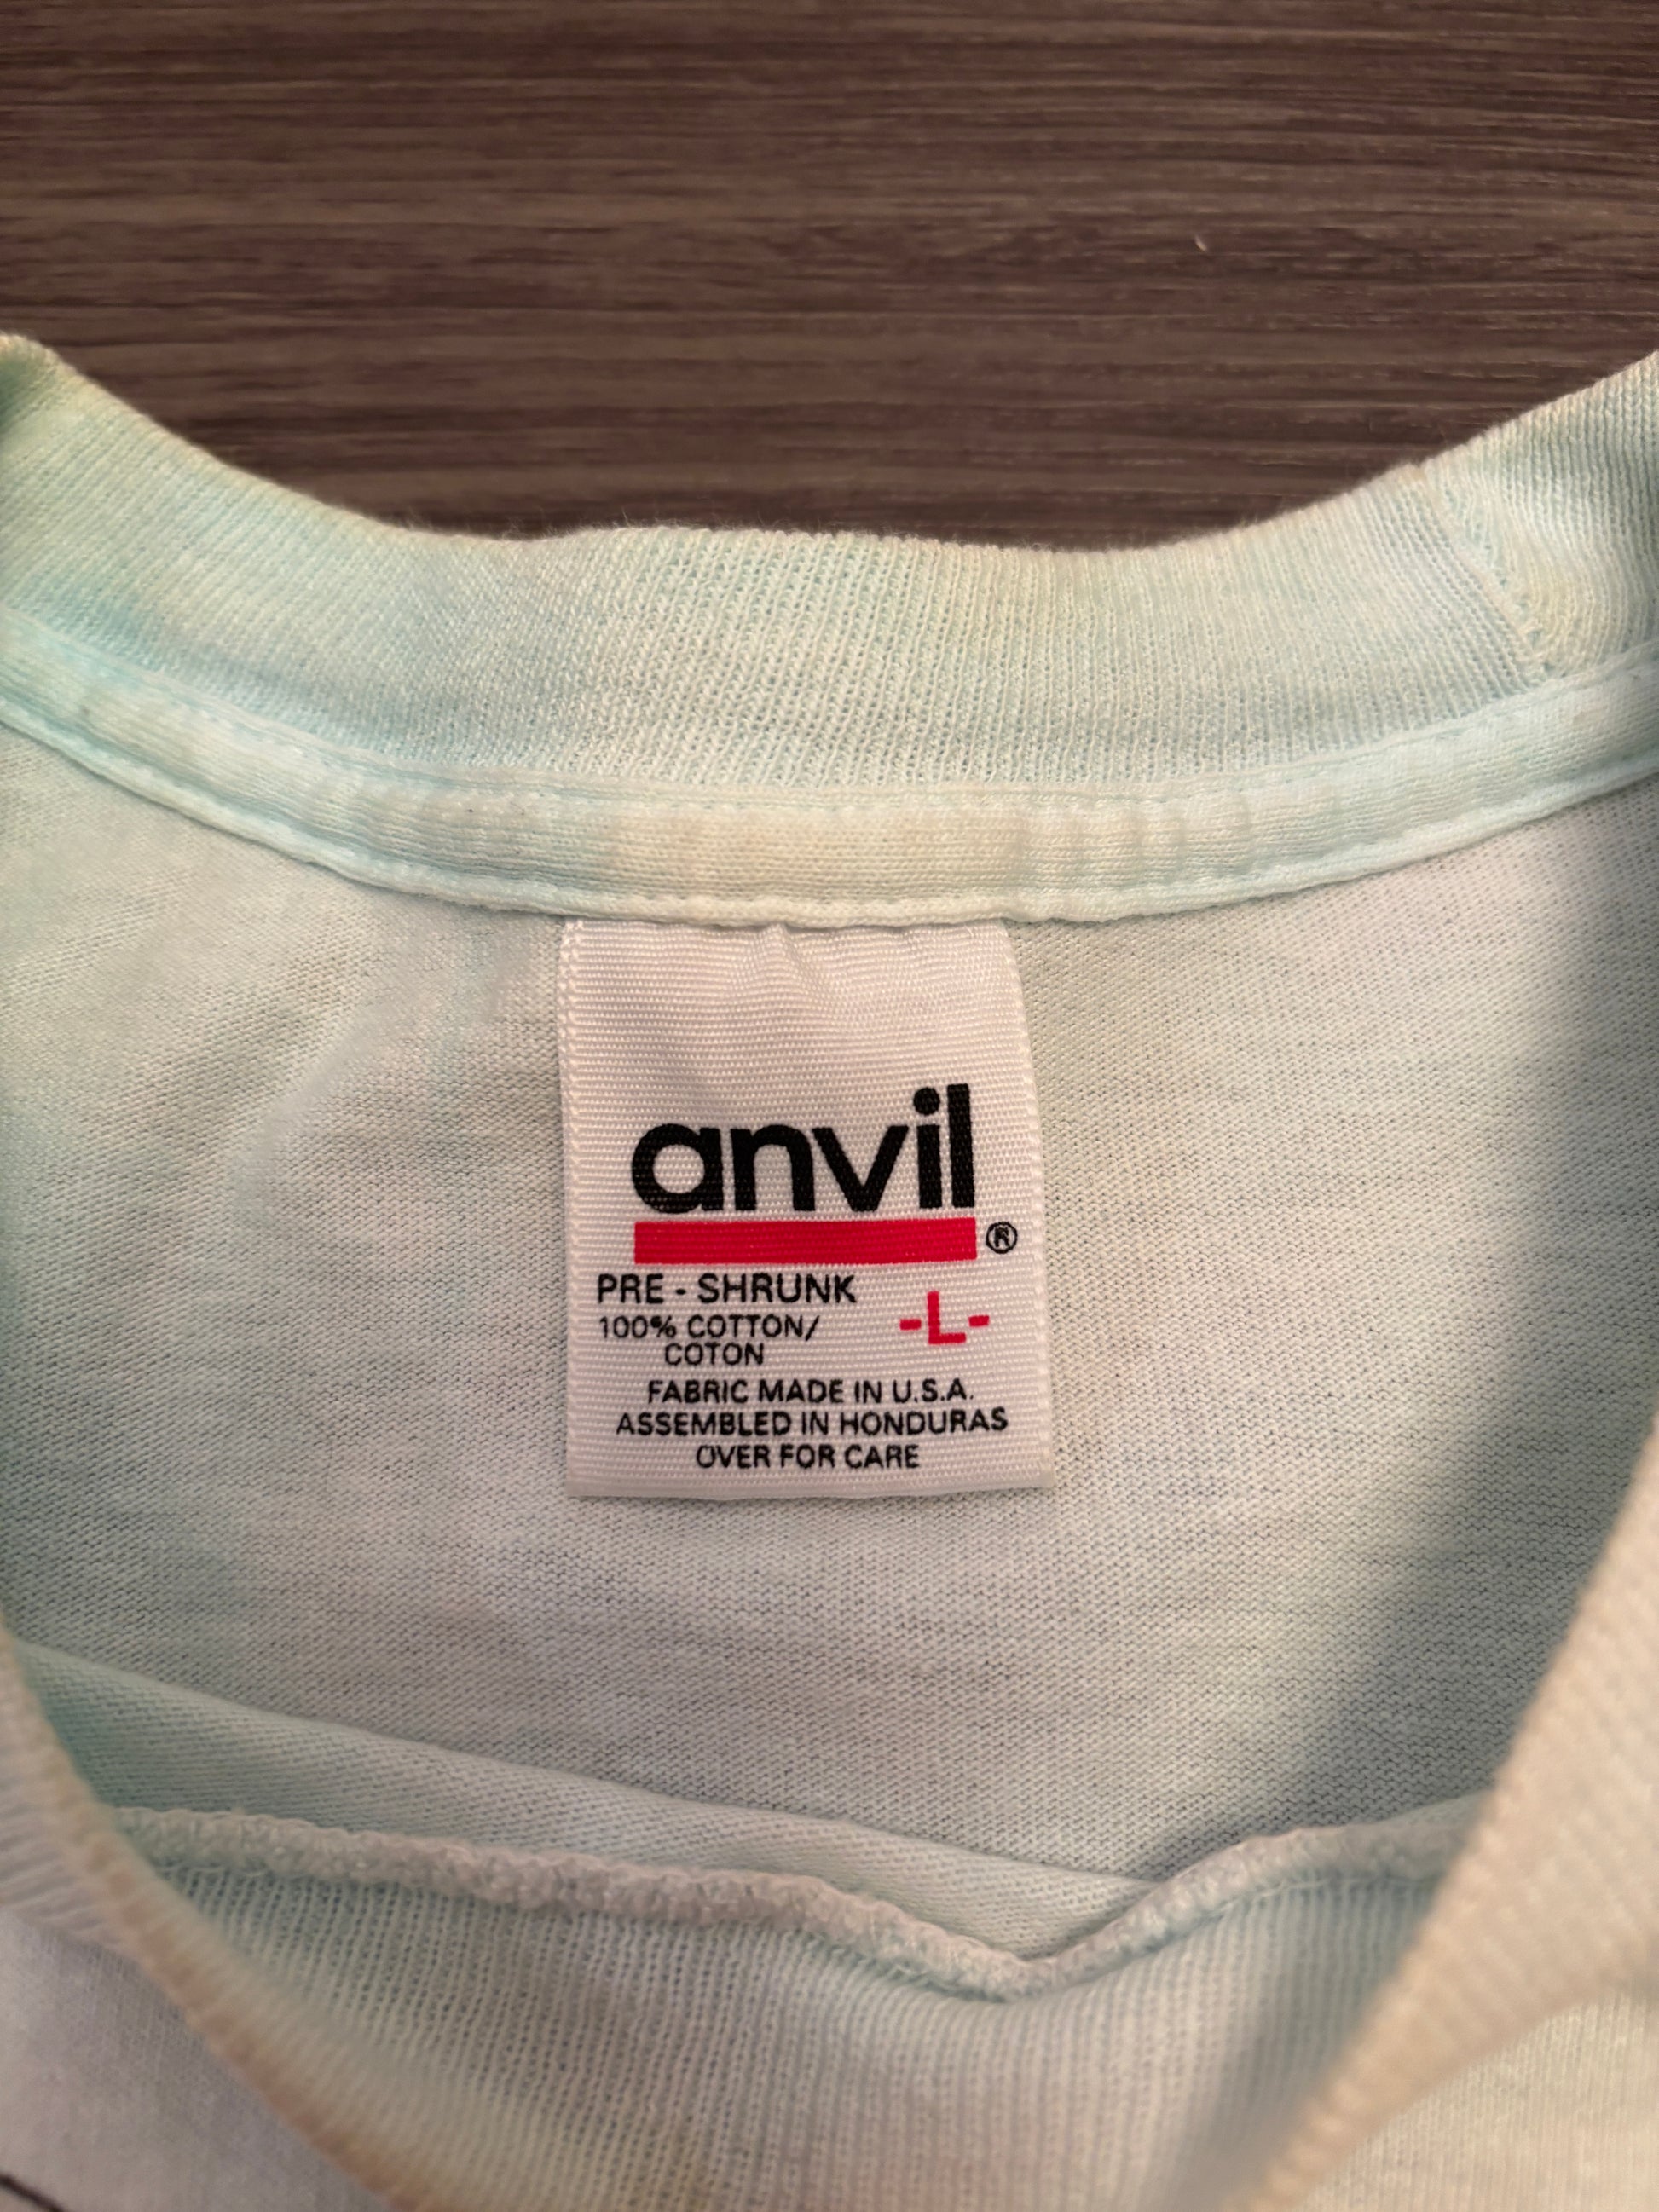 anvil
®
PRE - SHRUNK
-L-
100% COTTON/
COTON
FABRIC MADE IN U.S.A.
ASSEMBLED IN HONDURAS
OVER FOR CARE